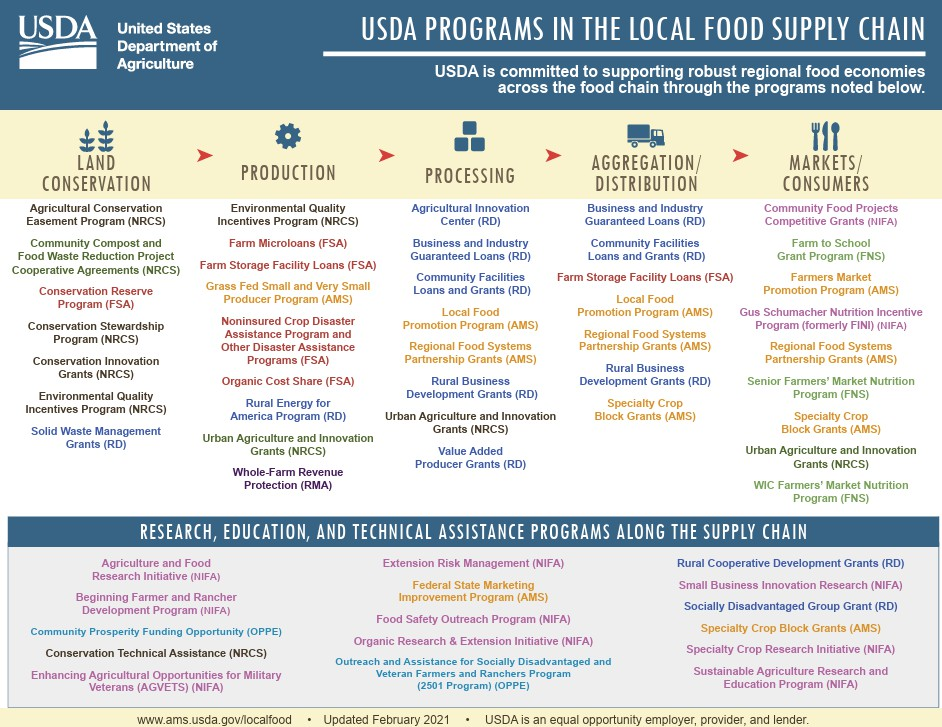 USDA
United States
Department of
Agriculture
USDA PROGRAMS IN THE LOCAL FOOD SUPPLY CHAIN
USDA is committed to supporting robust regional food economies
across the food chain through the programs noted below.
LAND
CONSERVATION
Agricultural Conservation
Easement Program (NRCS)
Community Compost and
Food Waste Reduction Project
Cooperative Agreements (NRCS)
Conservation Reserve
Program (FSA)
Conservation Stewardship
Program (NRCS)
Conservation Innovation
Grants (NRCS)
Environmental Quality
Incentives Program (NRCS)
Solid Waste Management
Grants (RD)
PRODUCTION
Environmental Quality
Incentives Program (NRCS)
Farm Microloans (FSA)
Farm Storage Facility Loans (FSA)
Grass Fed Small and Very Small
Producer Program (AMS)
Noninsured Crop Disaster
Assistance Program and
Other Disaster Assistance
Programs (FSA)
Organic Cost Share (FSA)
Rural Energy for
America Program (RD)
Urban Agriculture and Innovation
Grants (NRCS)
Whole-Farm Revenue
Protection (RMA)
PROCESSING
Agricultural Innovation
Center (RD)
Business and Industry
Guaranteed Loans (RD)
Community Facilities
Loans and Grants (RD)
Local Food
Promotion Program (AMS)
Regional Food Systems
Partnership Grants (AMS)
Rural Business
Development Grants (RD)
Urban Agriculture and Innovation
Grants (NRCS)
Value Added
Producer Grants (RD)
AGGREGATION/
DISTRIBUTION
Business and Industry
Guaranteed Loans (RD)
Community Facilities
Loans and Grants (RD)
Farm Storage Facility Loans (FSA)
Local Food
Promotion Program (AMS)
Regional Food Systems
Partnership Grants (AMS)
Rural Business
Development Grants (RD)
Specialty Crop
Block Grants (AMS)
MARKETS/
CONSUMERS
Community Food Projects
Competitive Grants (NIFA)
Farm to School
Grant Program (FNS)
Farmers Market
Promotion Program (AMS)
Gus Schumacher Nutrition Incentive
Program (formerly FINI) (NIFA)
Regional Food Systems
Partnership Grants (AMS)
Senior Farmers' Market Nutrition
Program (FNS)
Specialty Crop
Block Grants (AMS)
Urban Agriculture and Innovation
Grants (NRCS)
WIC Farmers' Market Nutrition
Program (FNS)
RESEARCH, EDUCATION, AND TECHNICAL ASSISTANCE PROGRAMS ALONG THE SUPPLY CHAIN
Agriculture and Food
Research Initiative (NIFA)
Beginning Farmer and Rancher
Development Program (NIFA)
Community Prosperity Funding Opportunity (OPPE)
Conservation Technical Assistance (NRCS)
Enhancing Agricultural Opportunities for Military
Veterans (AGVETS) (NIFA)
Extension Risk Management (NIFA)
Federal State Marketing
Improvement Program (AMS)
Food Safety Outreach Program (NIFA)
Organic Research & Extension Initiative (NIFA)
Outreach and Assistance for Socially Disadvantaged and
Veteran Farmers and Ranchers Program
(2501 Program) (OPPE)
Rural Cooperative Development Grants (RD)
Small Business Innovation Research (NIFA)
Socially Disadvantaged Group Grant (RD)
Specialty Crop Block Grants (AMS)
Specialty Crop Research Initiative (NIFA)
Sustainable Agriculture Research and
Education Program (NIFA)
www.ams.usda.gov/localfood • Updated February 2021 • USDA is an equal opportunity employer, provider, and lender.